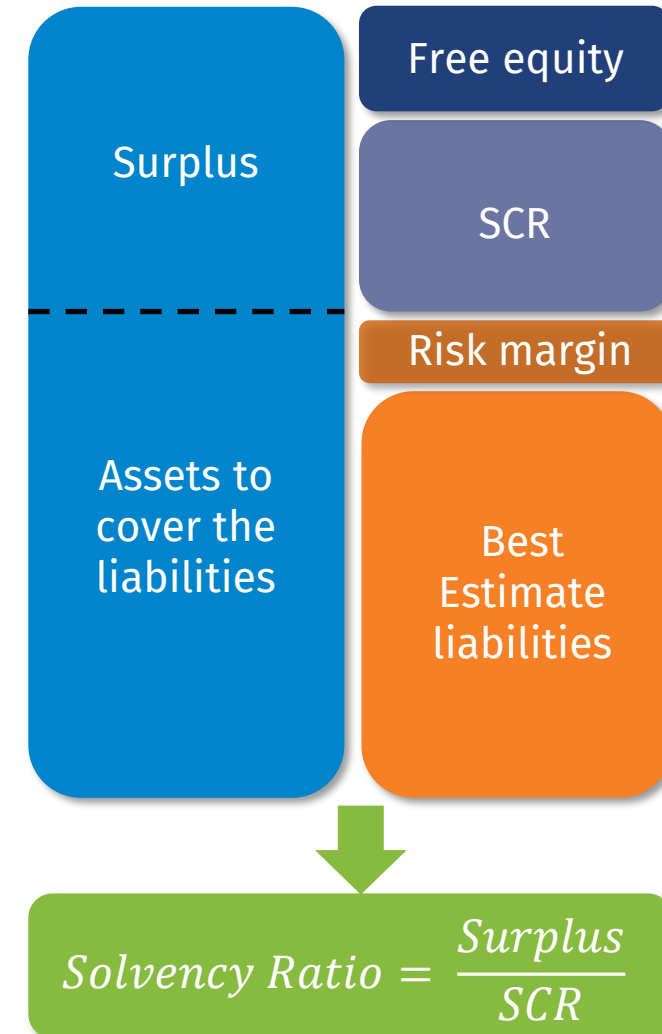 Surplus
Assets to
cover the
liabilities
Free equity
SCR
Risk margin
Best
Estimate
liabilities
Solvency Ratio = Surplus / SCR